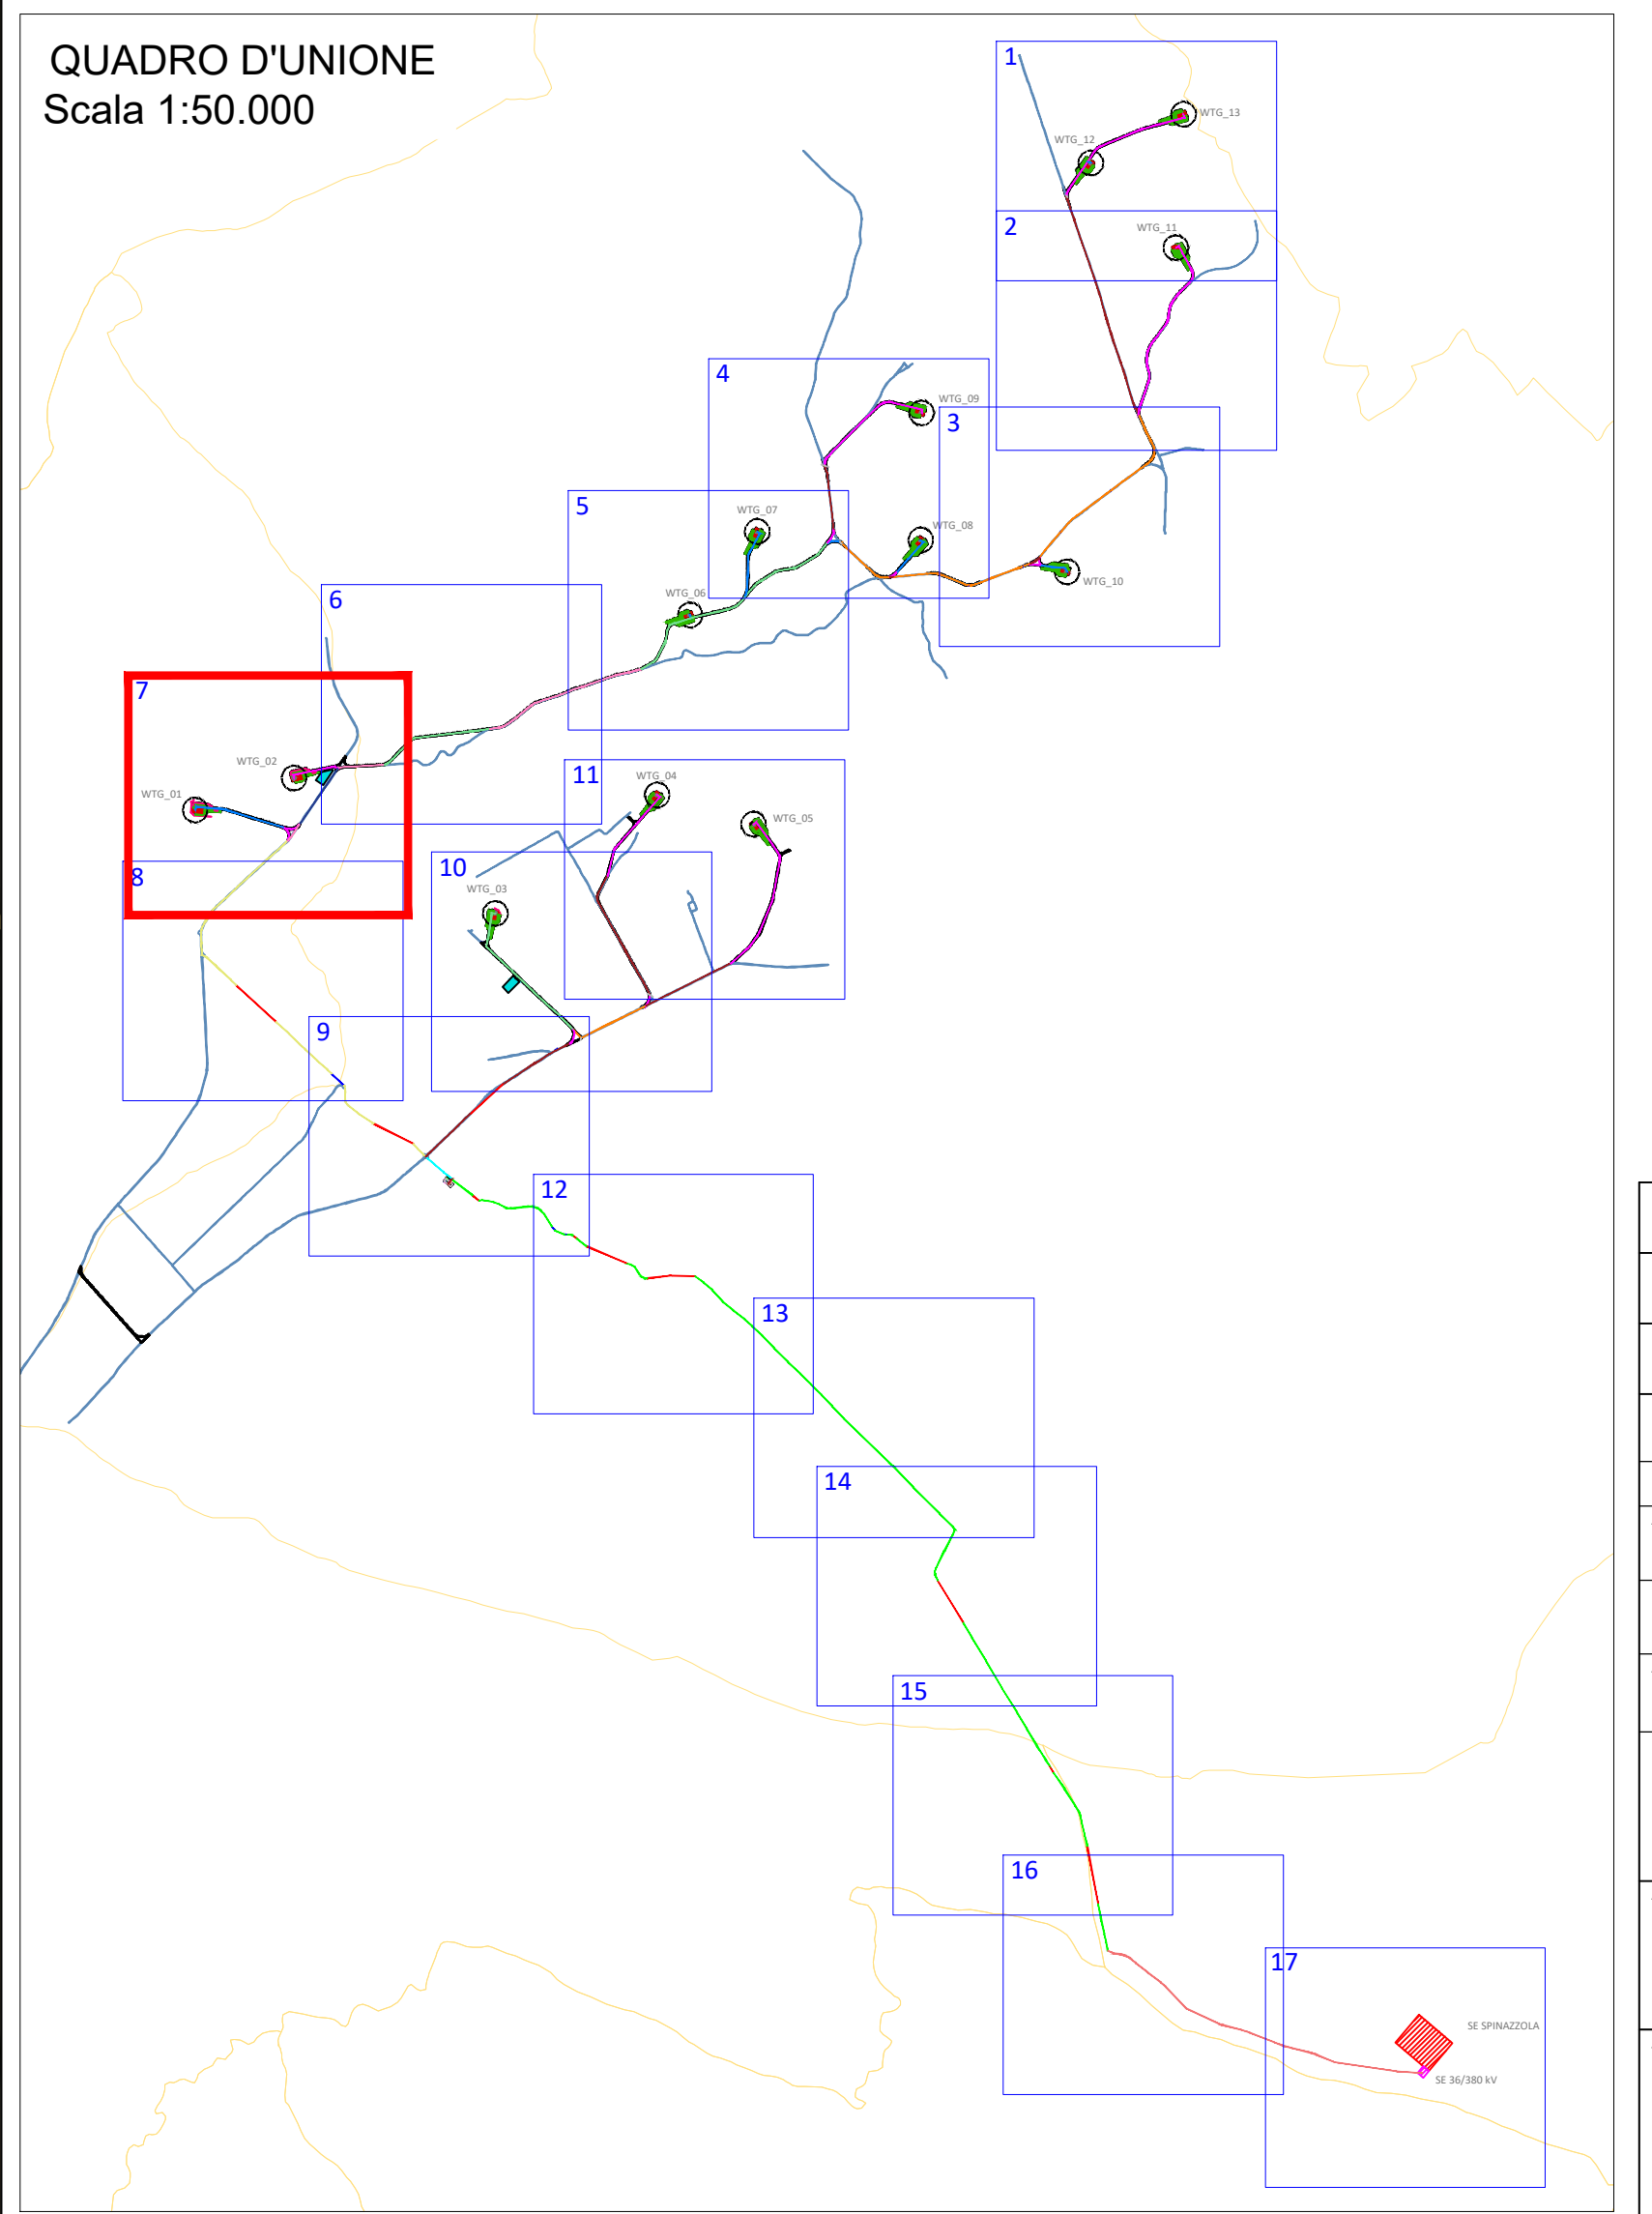 QUADRO D'UNIONE
Scala 1:50.000
1
WTG_13
WTG_12
2
WTG_11
4
WTG_09
3
5
WTG_07
WTG_08
WTG_10
6
WTG_06
7
WTG_02
WTG_01
11
WTG_04
WTG_05
10
8
WTG_03
9
12
13
14
15
16
17
SE SPINAZZOLA
SE 36/380 kV